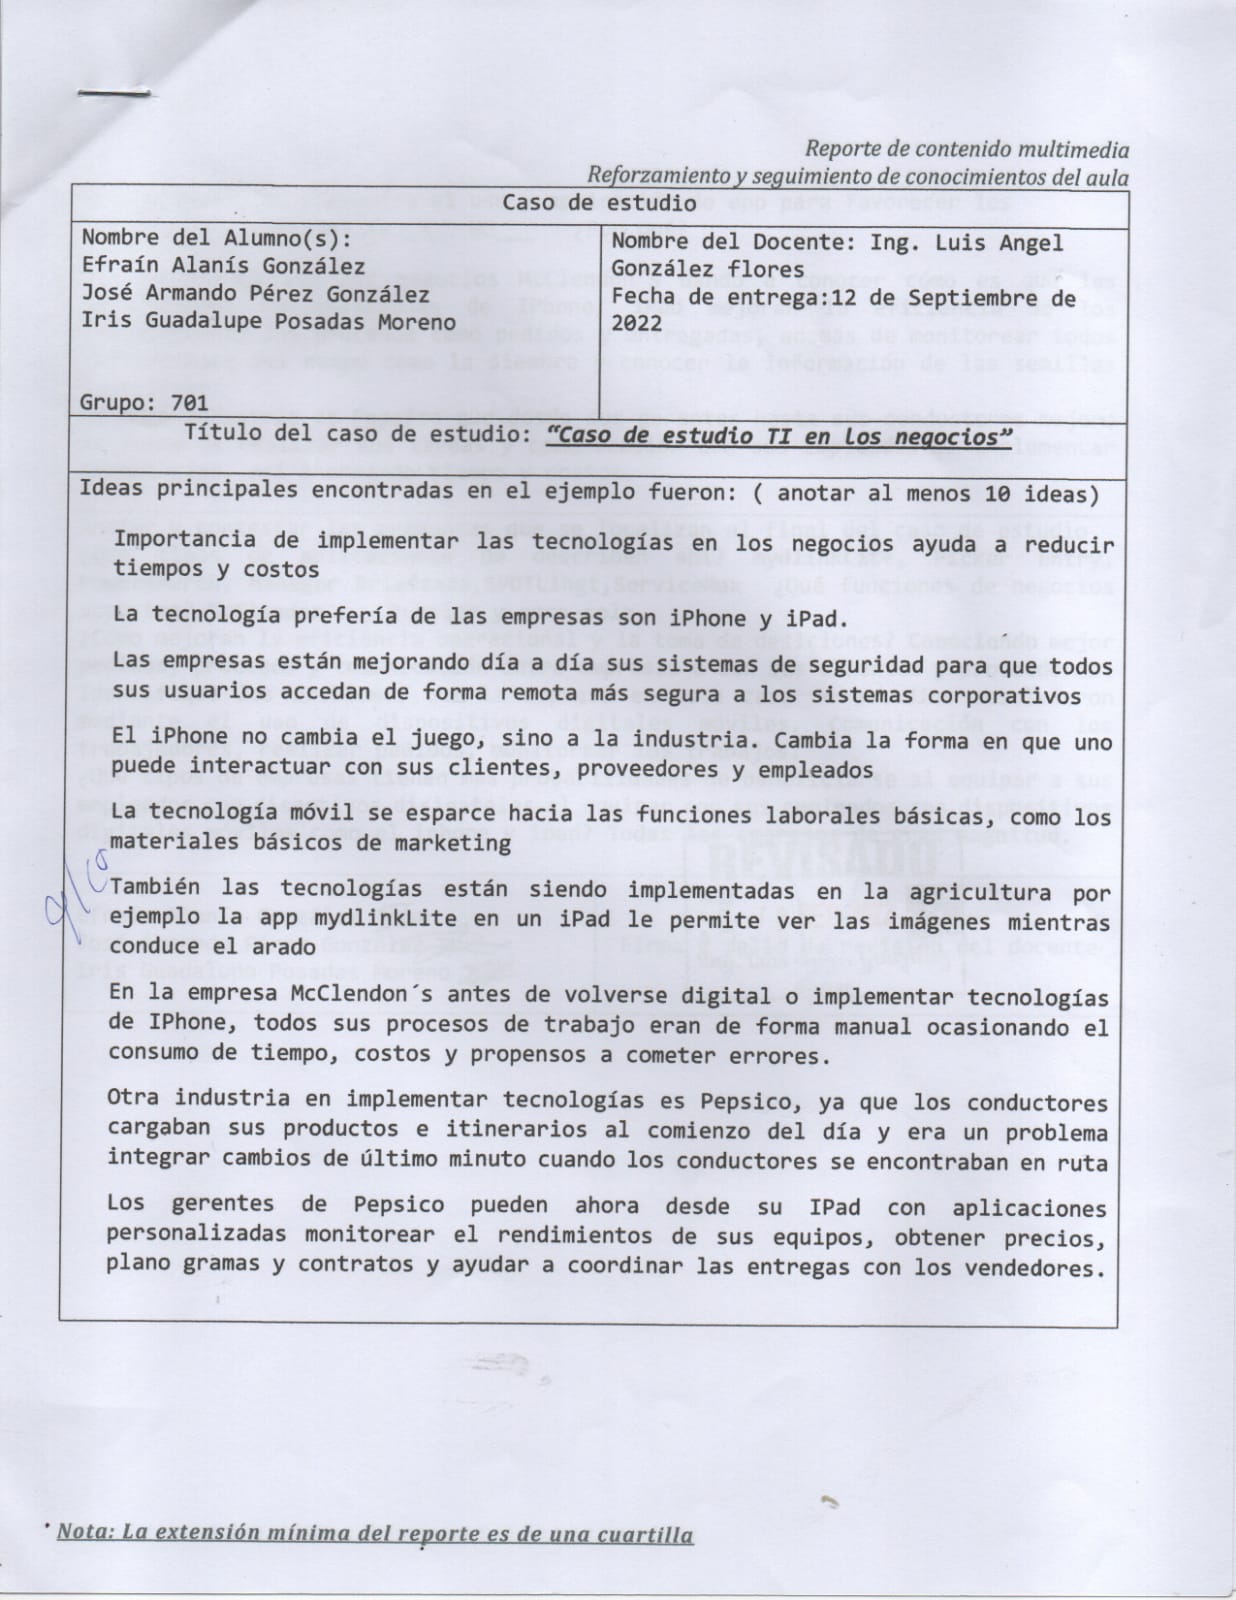 Reporte de contenido multimedia
Reforzamiento y seguimiento de conocimientos del aula
Caso de estudio
Nombre del Alumno(s):
Efraín Alanís González
José Armando Pérez González
Iris Guadalupe Posadas Moreno
Grupo: 701
Nombre del Docente: Ing. Luis Angel
González flores
Fecha de entrega:12 de Septiembre de
2022
Título del caso de estudio: “Caso de estudio TI en los negocios”
Ideas principales encontradas en el ejemplo fueron: ( anotar al menos 10 ideas)
Importancia de implementar las tecnologías en los negocios ayuda a reducir
tiempos y costos
La tecnología prefería de las empresas son iPhone y iPad.
Las empresas están mejorando día a día sus sistemas de seguridad para que todos
sus usuarios accedan de forma remota más segura a los sistemas corporativos
El iPhone no cambia el juego, sino a la industria. Cambia la forma en que uno
puede interactuar con sus clientes, proveedores y empleados
La tecnología móvil se esparce hacia las funciones laborales básicas, como los
materiales básicos de marketing
También las tecnologías están siendo implementadas en la agricultura por
ejemplo la app mydlinkLite en un iPad le permite ver las imágenes mientras
conduce el arado
En la empresa McClendon´s antes de volverse digital o implementar tecnologías
de IPhone, todos sus procesos de trabajo eran de forma manual ocasionando el
consumo de tiempo, costos y propensos a cometer errores.
Otra industria en implementar tecnologías es Pepsico, ya que los conductores
cargaban sus productos e itinerarios al comienzo del día y era un problema
integrar cambios de último minuto cuando los conductores se encontraban en ruta
Los gerentes de Pepsico pueden ahora desde su IPad con aplicaciones
personalizadas monitorear el rendimientos de sus equipos, obtener precios,
plano gramas y contratos y ayudar a coordinar las entregas con los vendedores.
Nota: La extensión mínima del reporte es de una cuartilla